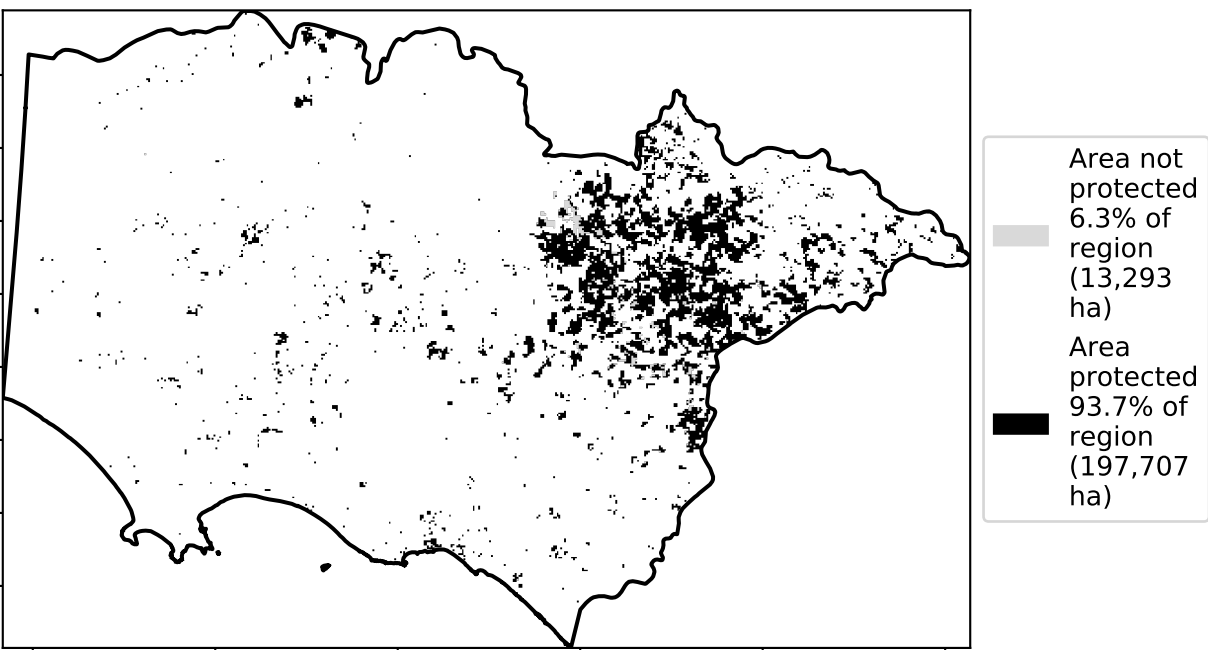 Area not
protected
6.3% of
region
(13,293
ha)
Area
protected
93.7% of
region
(197,707
ha)